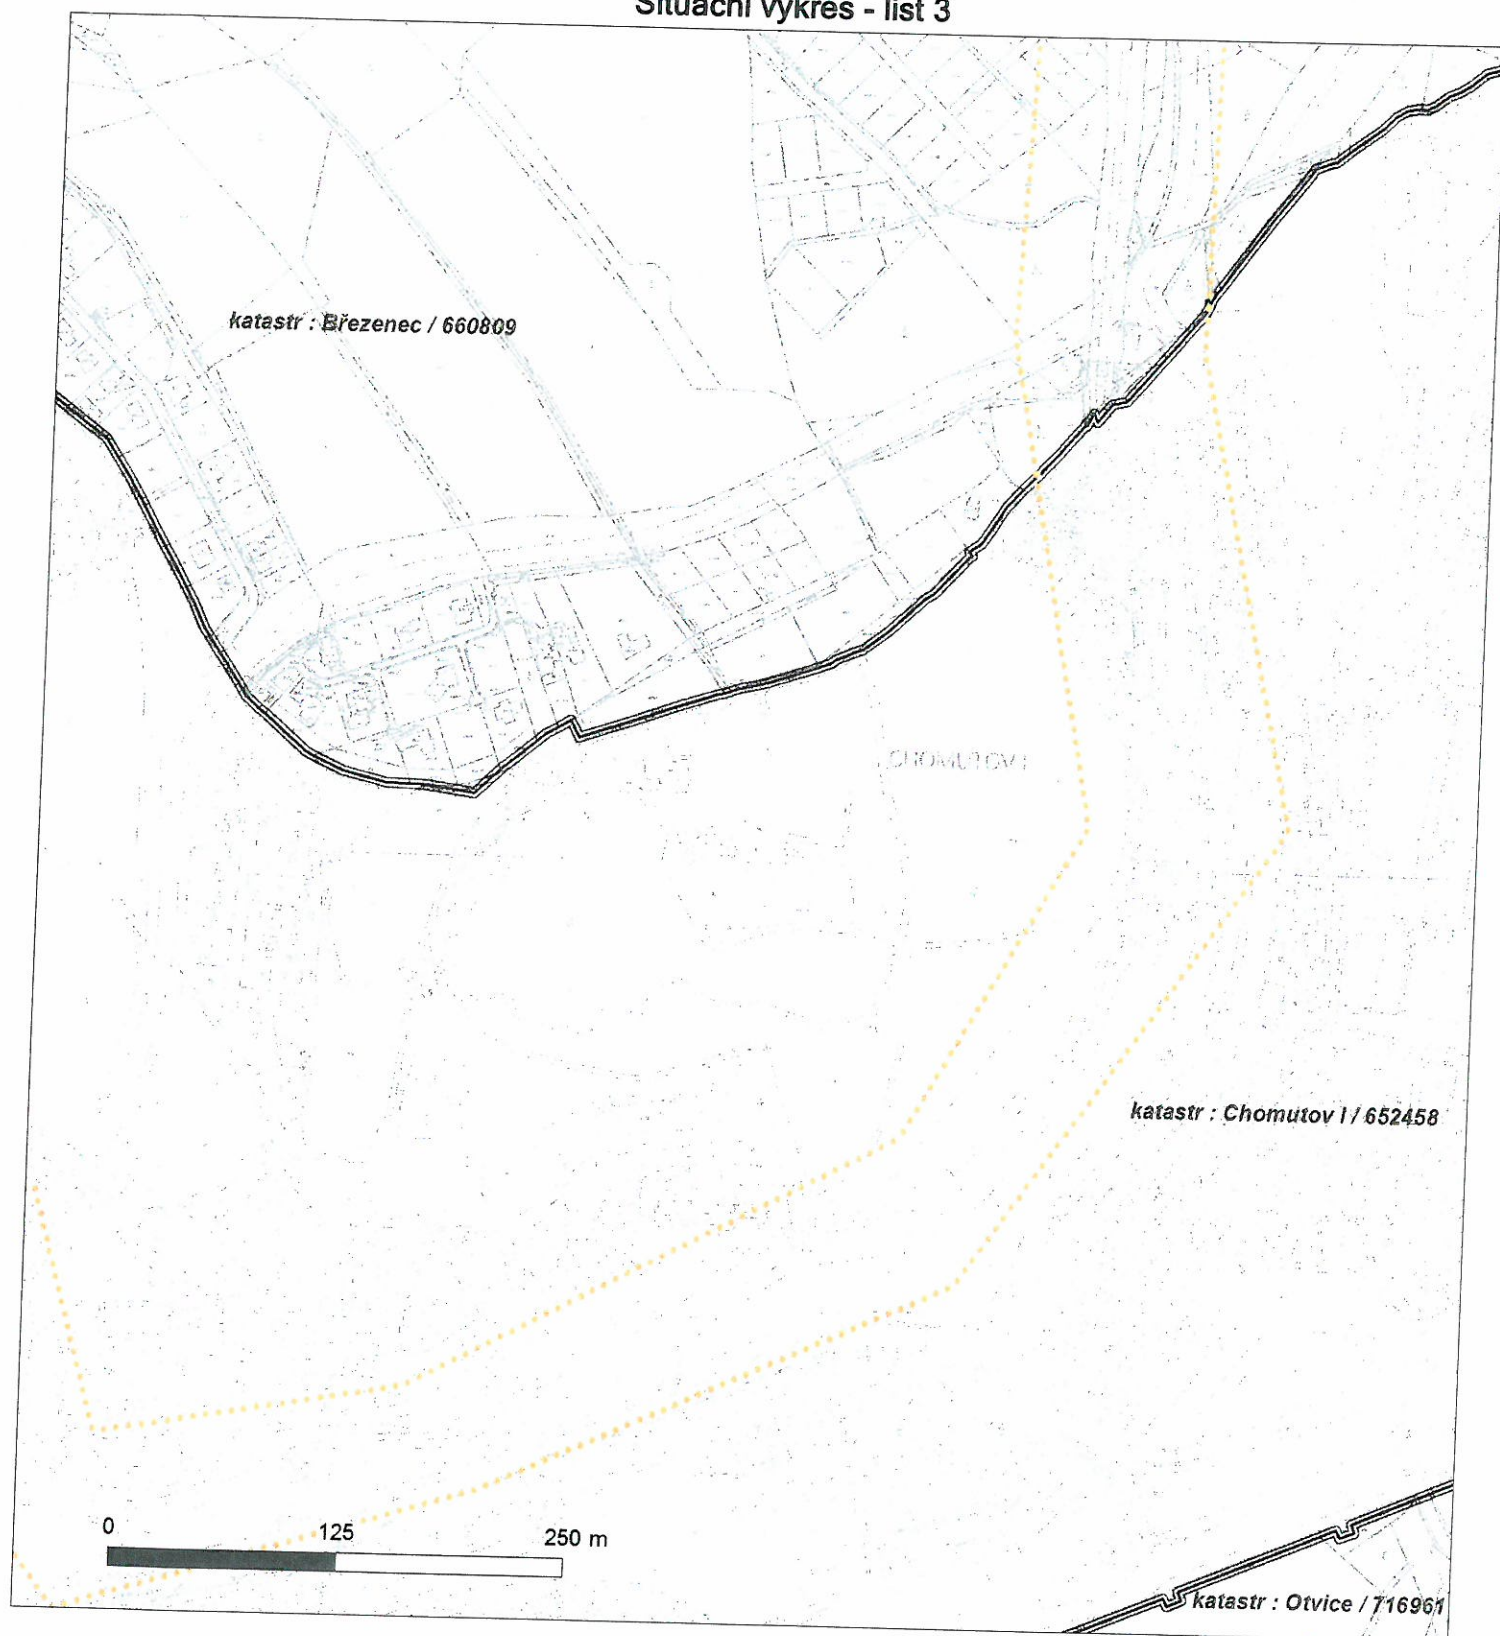 Situační výkres - list 3
katastr : Březenec / 660809
CHOMUTOV I
katastr : Chomutov I / 652458
0 125 250 m
katastr : Otvice / 716961